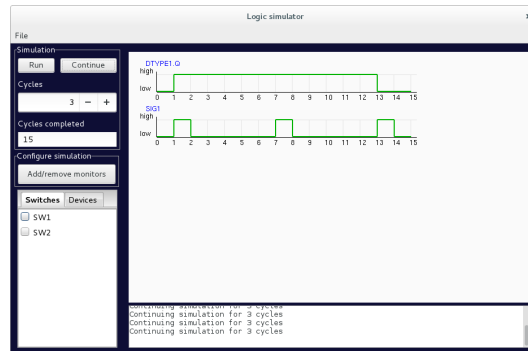 Logic simulator
File
Simulation
Run Continue
Cycles
3 − +
Cycles completed
15
Configure simulation
Add/remove monitors
Switches Devices
SW1
SW2
DTYPE1.Q
high
low
0 1 2 3 4 5 6 7 8 9 10 11 12 13 14 15
SIG1
high
low
0 1 2 3 4 5 6 7 8 9 10 11 12 13 14 15
Continuing simulation for 3 cycles
Continuing simulation for 3 cycles
Continuing simulation for 3 cycles
Continuing simulation for 3 cycles